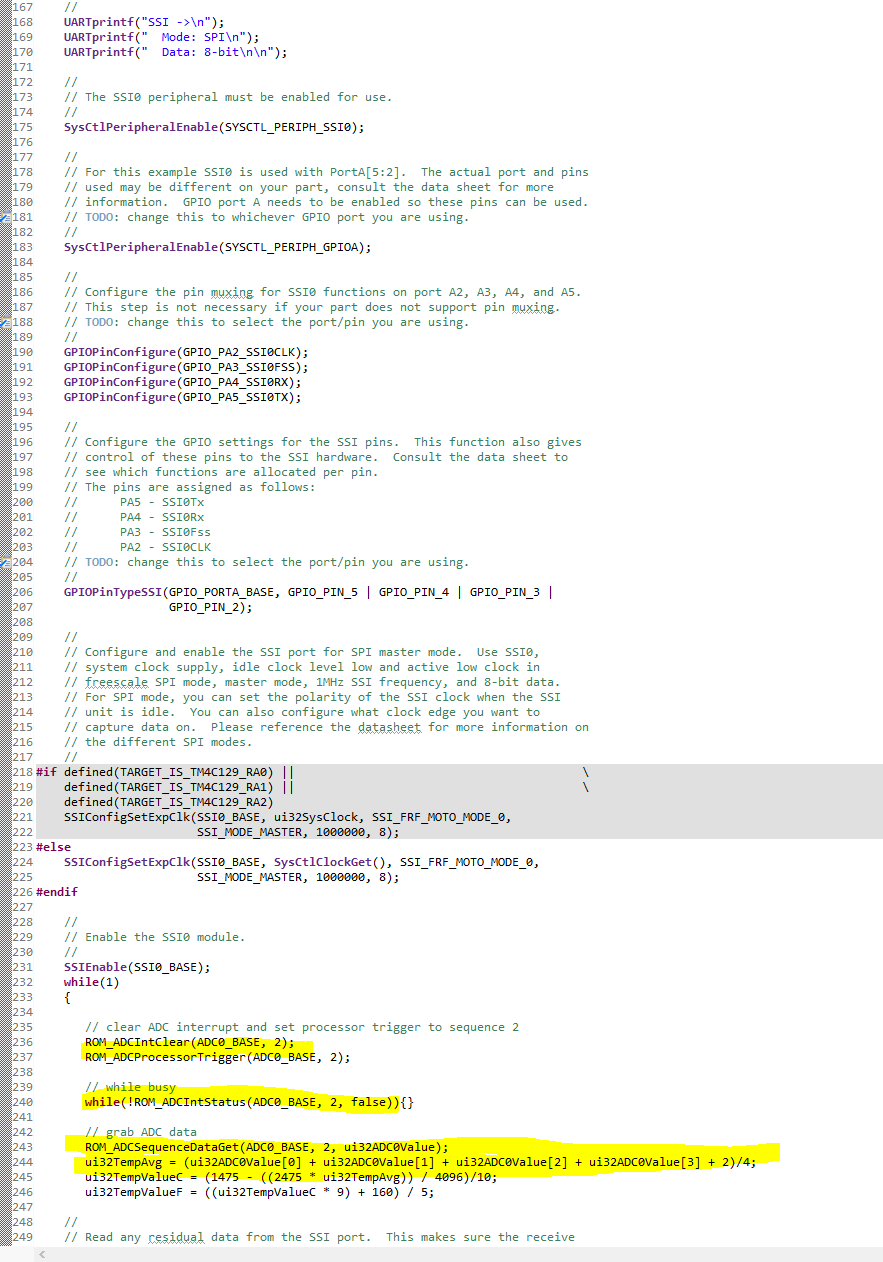 167 //
168 UARTprintf("SSI ->\n");
169 UARTprintf("  Mode: SPI\n");
170 UARTprintf("  Data: 8-bit\n\n");
171
172 //
173 // The SSI0 peripheral must be enabled for use.
174 //
175 SysCtlPeripheralEnable(SYSCTL_PERIPH_SSI0);
176
177 //
178 // For this example SSI0 is used with PortA[5:2].  The actual port and pins
179 // used may be different on your part, consult the data sheet for more
180 // information.  GPIO port A needs to be enabled so these pins can be used.
181 // TODO: change this to whichever GPIO port you are using.
182 //
183 SysCtlPeripheralEnable(SYSCTL_PERIPH_GPIOA);
184
185 //
186 // Configure the pin muxing for SSI0 functions on port A2, A3, A4, and A5.
187 // This step is not necessary if your part does not support pin muxing.
188 // TODO: change this to select the port/pin you are using.
189 //
190 GPIOPinConfigure(GPIO_PA2_SSI0CLK);
191 GPIOPinConfigure(GPIO_PA3_SSI0FSS);
192 GPIOPinConfigure(GPIO_PA4_SSI0RX);
193 GPIOPinConfigure(GPIO_PA5_SSI0TX);
194
195 //
196 // Configure the GPIO settings for the SSI pins.  This function also gives
197 // control of these pins to the SSI hardware.  Consult the data sheet to
198 // see which functions are allocated per pin.
199 // The pins are assigned as follows:
200 //      PA5 - SSI0Tx
201 //      PA4 - SSI0Rx
202 //      PA3 - SSI0Fss
203 //      PA2 - SSI0CLK
204 // TODO: change this to select the port/pin you are using.
205 //
206 GPIOPinTypeSSI(GPIO_PORTA_BASE, GPIO_PIN_5 | GPIO_PIN_4 | GPIO_PIN_3 |
207                GPIO_PIN_2);
208
209 //
210 // Configure and enable the SSI port for SPI master mode.  Use SSI0,
211 // system clock supply, idle clock level low and active low clock in
212 // freescale SPI mode, master mode, 1MHz SSI frequency, and 8-bit data.
213 // For SPI mode, you can set the polarity of the SSI clock when the SSI
214 // unit is idle.  You can also configure what clock edge you want to
215 // capture data on.  Please reference the datasheet for more information on
216 // the different SPI modes.
217 //
218 #if defined(TARGET_IS_TM4C129_RA0) || \
219 defined(TARGET_IS_TM4C129_RA1) || \
220 defined(TARGET_IS_TM4C129_RA2)
221 SSIConfigSetExpClk(SSI0_BASE, ui32SysClock, SSI_FRF_MOTO_MODE_0,
222                    SSI_MODE_MASTER, 1000000, 8);
223 #else
224 SSIConfigSetExpClk(SSI0_BASE, SysCtlClockGet(), SSI_FRF_MOTO_MODE_0,
225                    SSI_MODE_MASTER, 1000000, 8);
226 #endif
227
228 //
229 // Enable the SSI0 module.
230 //
231 SSIEnable(SSI0_BASE);
232 while(1)
233 {
234
235 // clear ADC interrupt and set processor trigger to sequence 2
236 ROM_ADCIntClear(ADC0_BASE, 2);
237 ROM_ADCProcessorTrigger(ADC0_BASE, 2);
238
239 // while busy
240 while(!ROM_ADCIntStatus(ADC0_BASE, 2, false)){}
241
242 // grab ADC data
243 ROM_ADCSequenceDataGet(ADC0_BASE, 2, ui32ADC0Value);
244 ui32TempAvg = (ui32ADC0Value[0] + ui32ADC0Value[1] + ui32ADC0Value[2] + ui32ADC0Value[3] + 2)/4;
245 ui32TempValueC = (1475 - ((2475 * ui32TempAvg)) / 4096)/10;
246 ui32TempValueF = ((ui32TempValueC * 9) + 160) / 5;
247
248 //
249 // Read any residual data from the SSI port.  This makes sure the receive